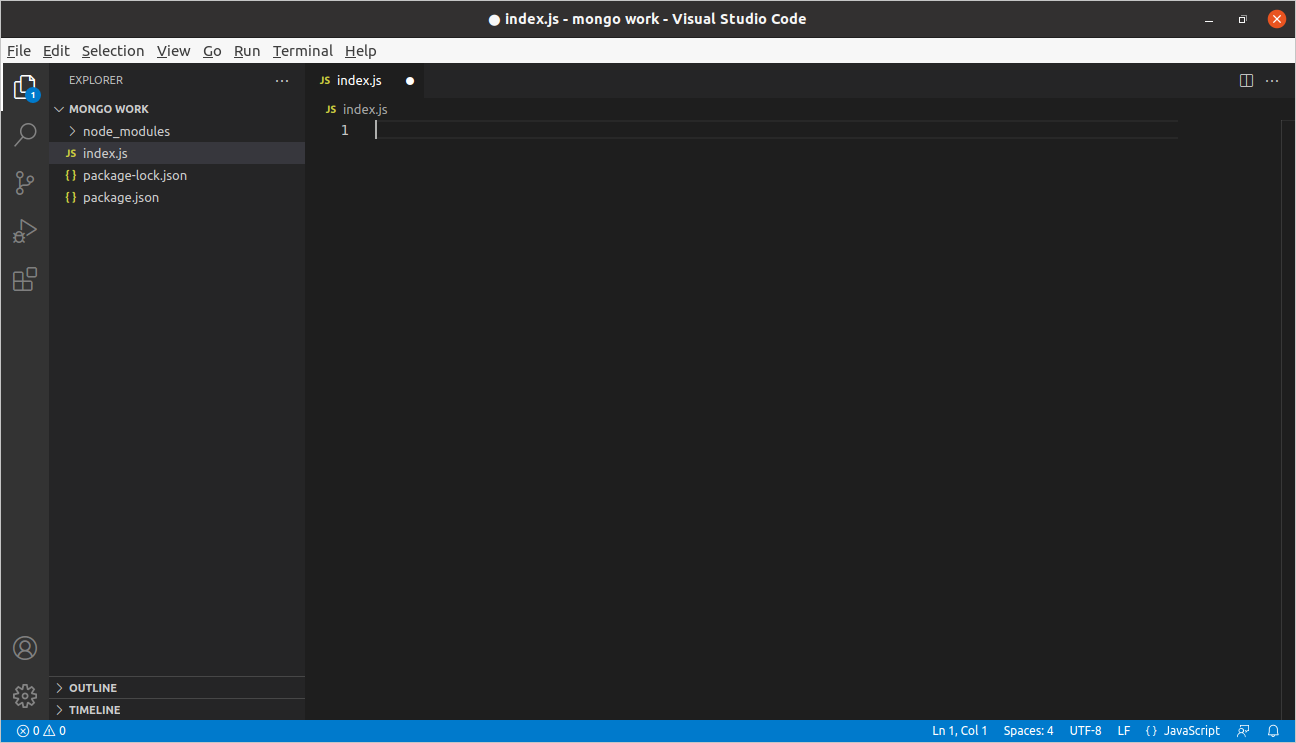 ● index.js - mongo work - Visual Studio Code
File Edit Selection View Go Run Terminal Help
1
EXPLORER ...
MONGO WORK
node_modules
JS index.js
{ } package-lock.json
{ } package.json
OUTLINE
TIMELINE
JS index.js ●
JS index.js
1
0 0 Ln 1, Col 1 Spaces: 4 UTF-8 LF { } JavaScript